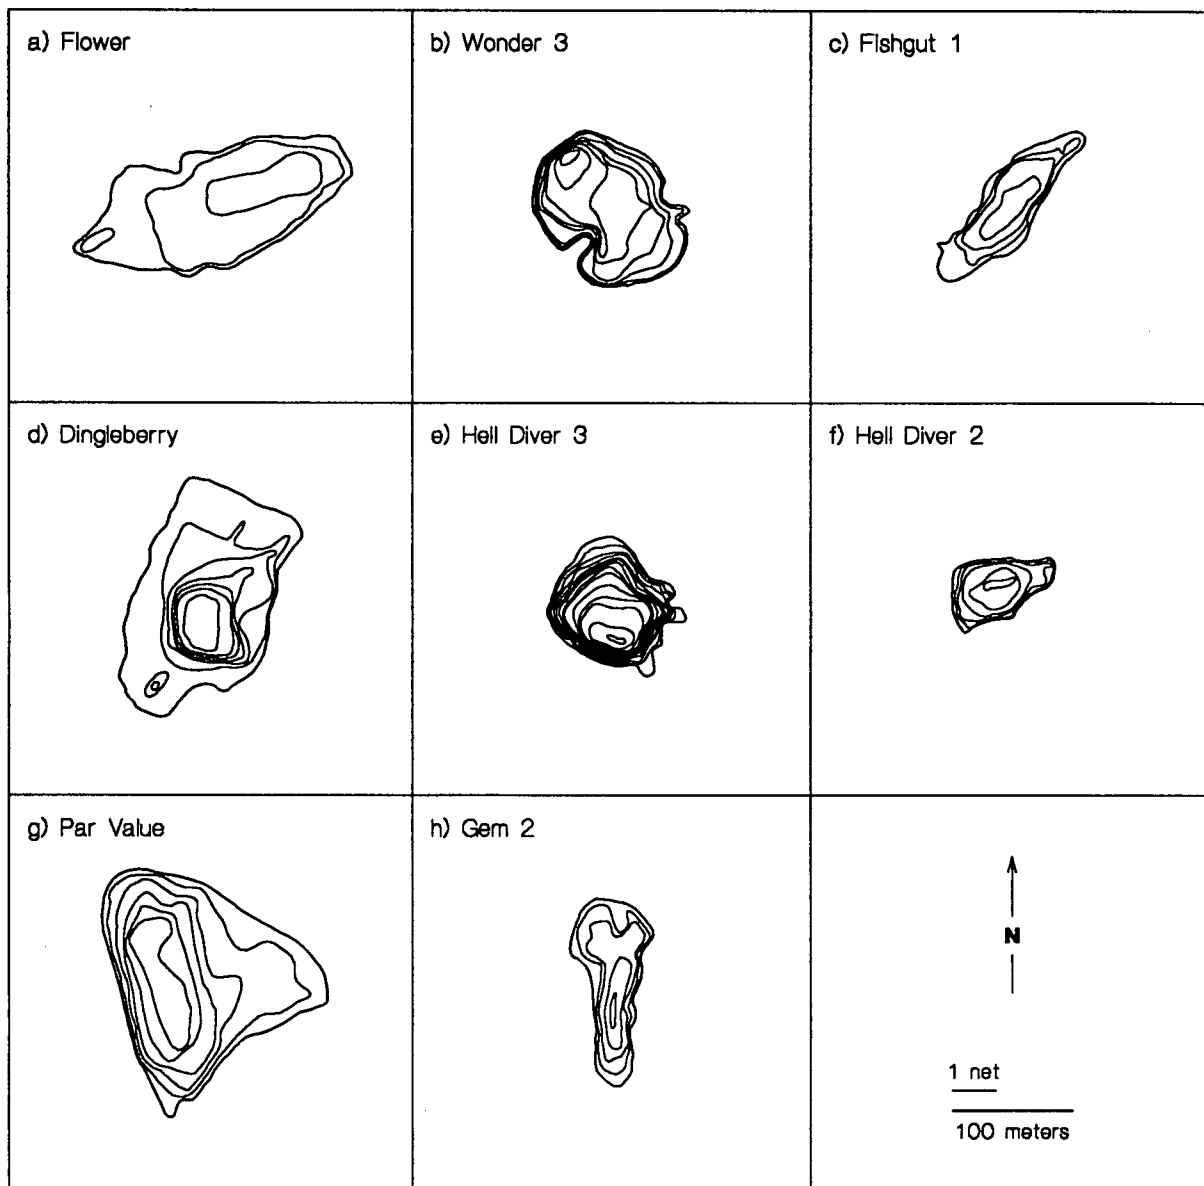 a) Flower
b) Wonder 3
c) Fishgut 1
d) Dingleberry
e) Hell Diver 3
f) Hell Diver 2
g) Par Value
h) Gem 2
N
1 net
100 meters